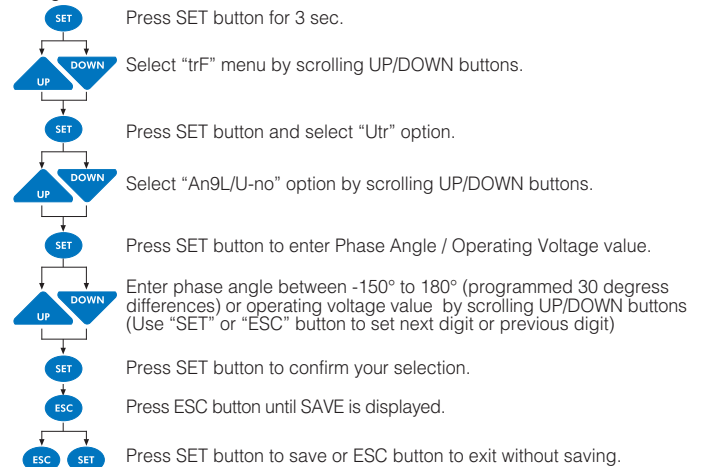 SET Press SET button for 3 sec.
UP DOWN Select “trF” menu by scrolling UP/DOWN buttons.
SET Press SET button and select “Utr” option.
UP DOWN Select “An9L/U-no” option by scrolling UP/DOWN buttons.
SET Press SET button to enter Phase Angle / Operating Voltage value.
UP DOWN Enter phase angle between -150° to 180° (programmed 30 degress
differences) or operating voltage value by scrolling UP/DOWN buttons
(Use “SET” or “ESC” button to set next digit or previous digit)
SET Press SET button to confirm your selection.
ESC Press ESC button until SAVE is displayed.
ESC SET Press SET button to save or ESC button to exit without saving.